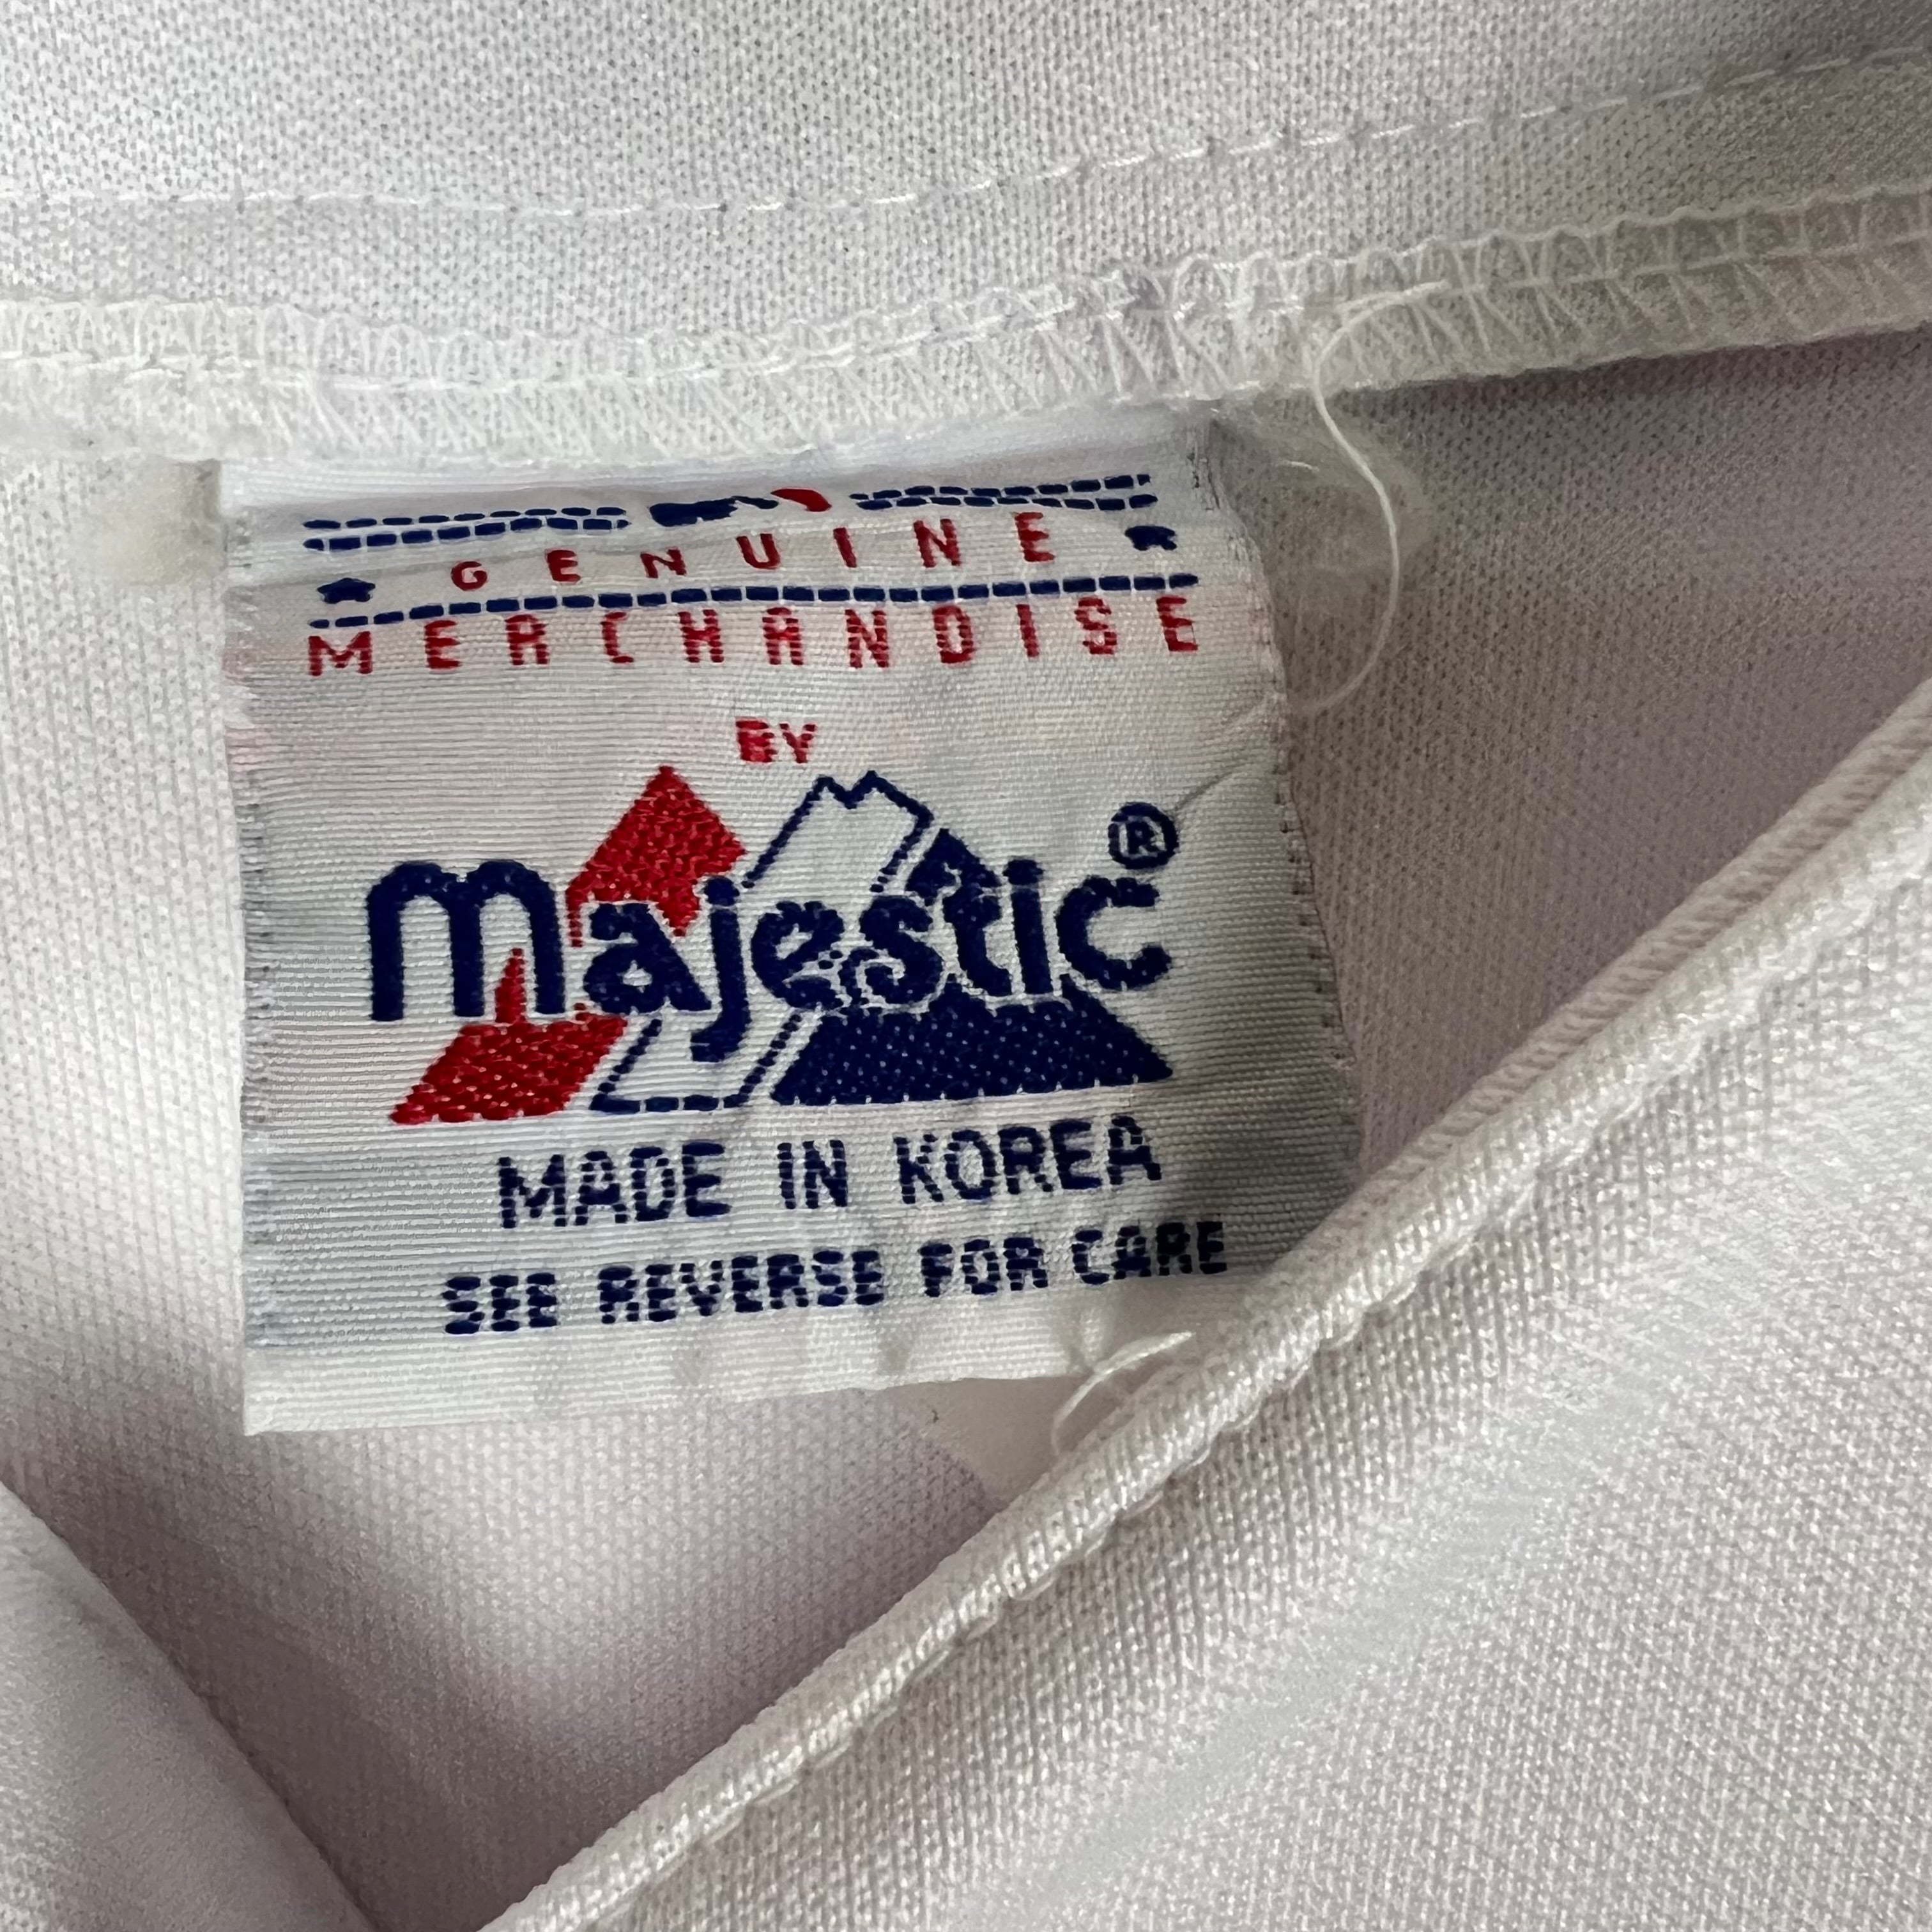 GENUINE
MERCHANDISE
BY
majestic®
MADE IN KOREA
SEE REVERSE FOR CARE